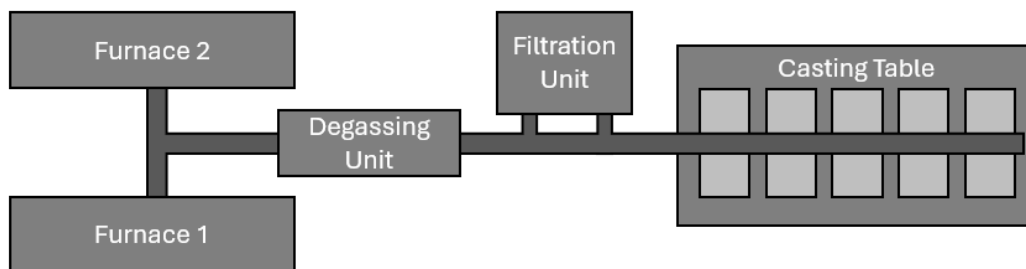 Furnace 2
Filtration
Unit
Casting Table
Degassing
Unit
Furnace 1